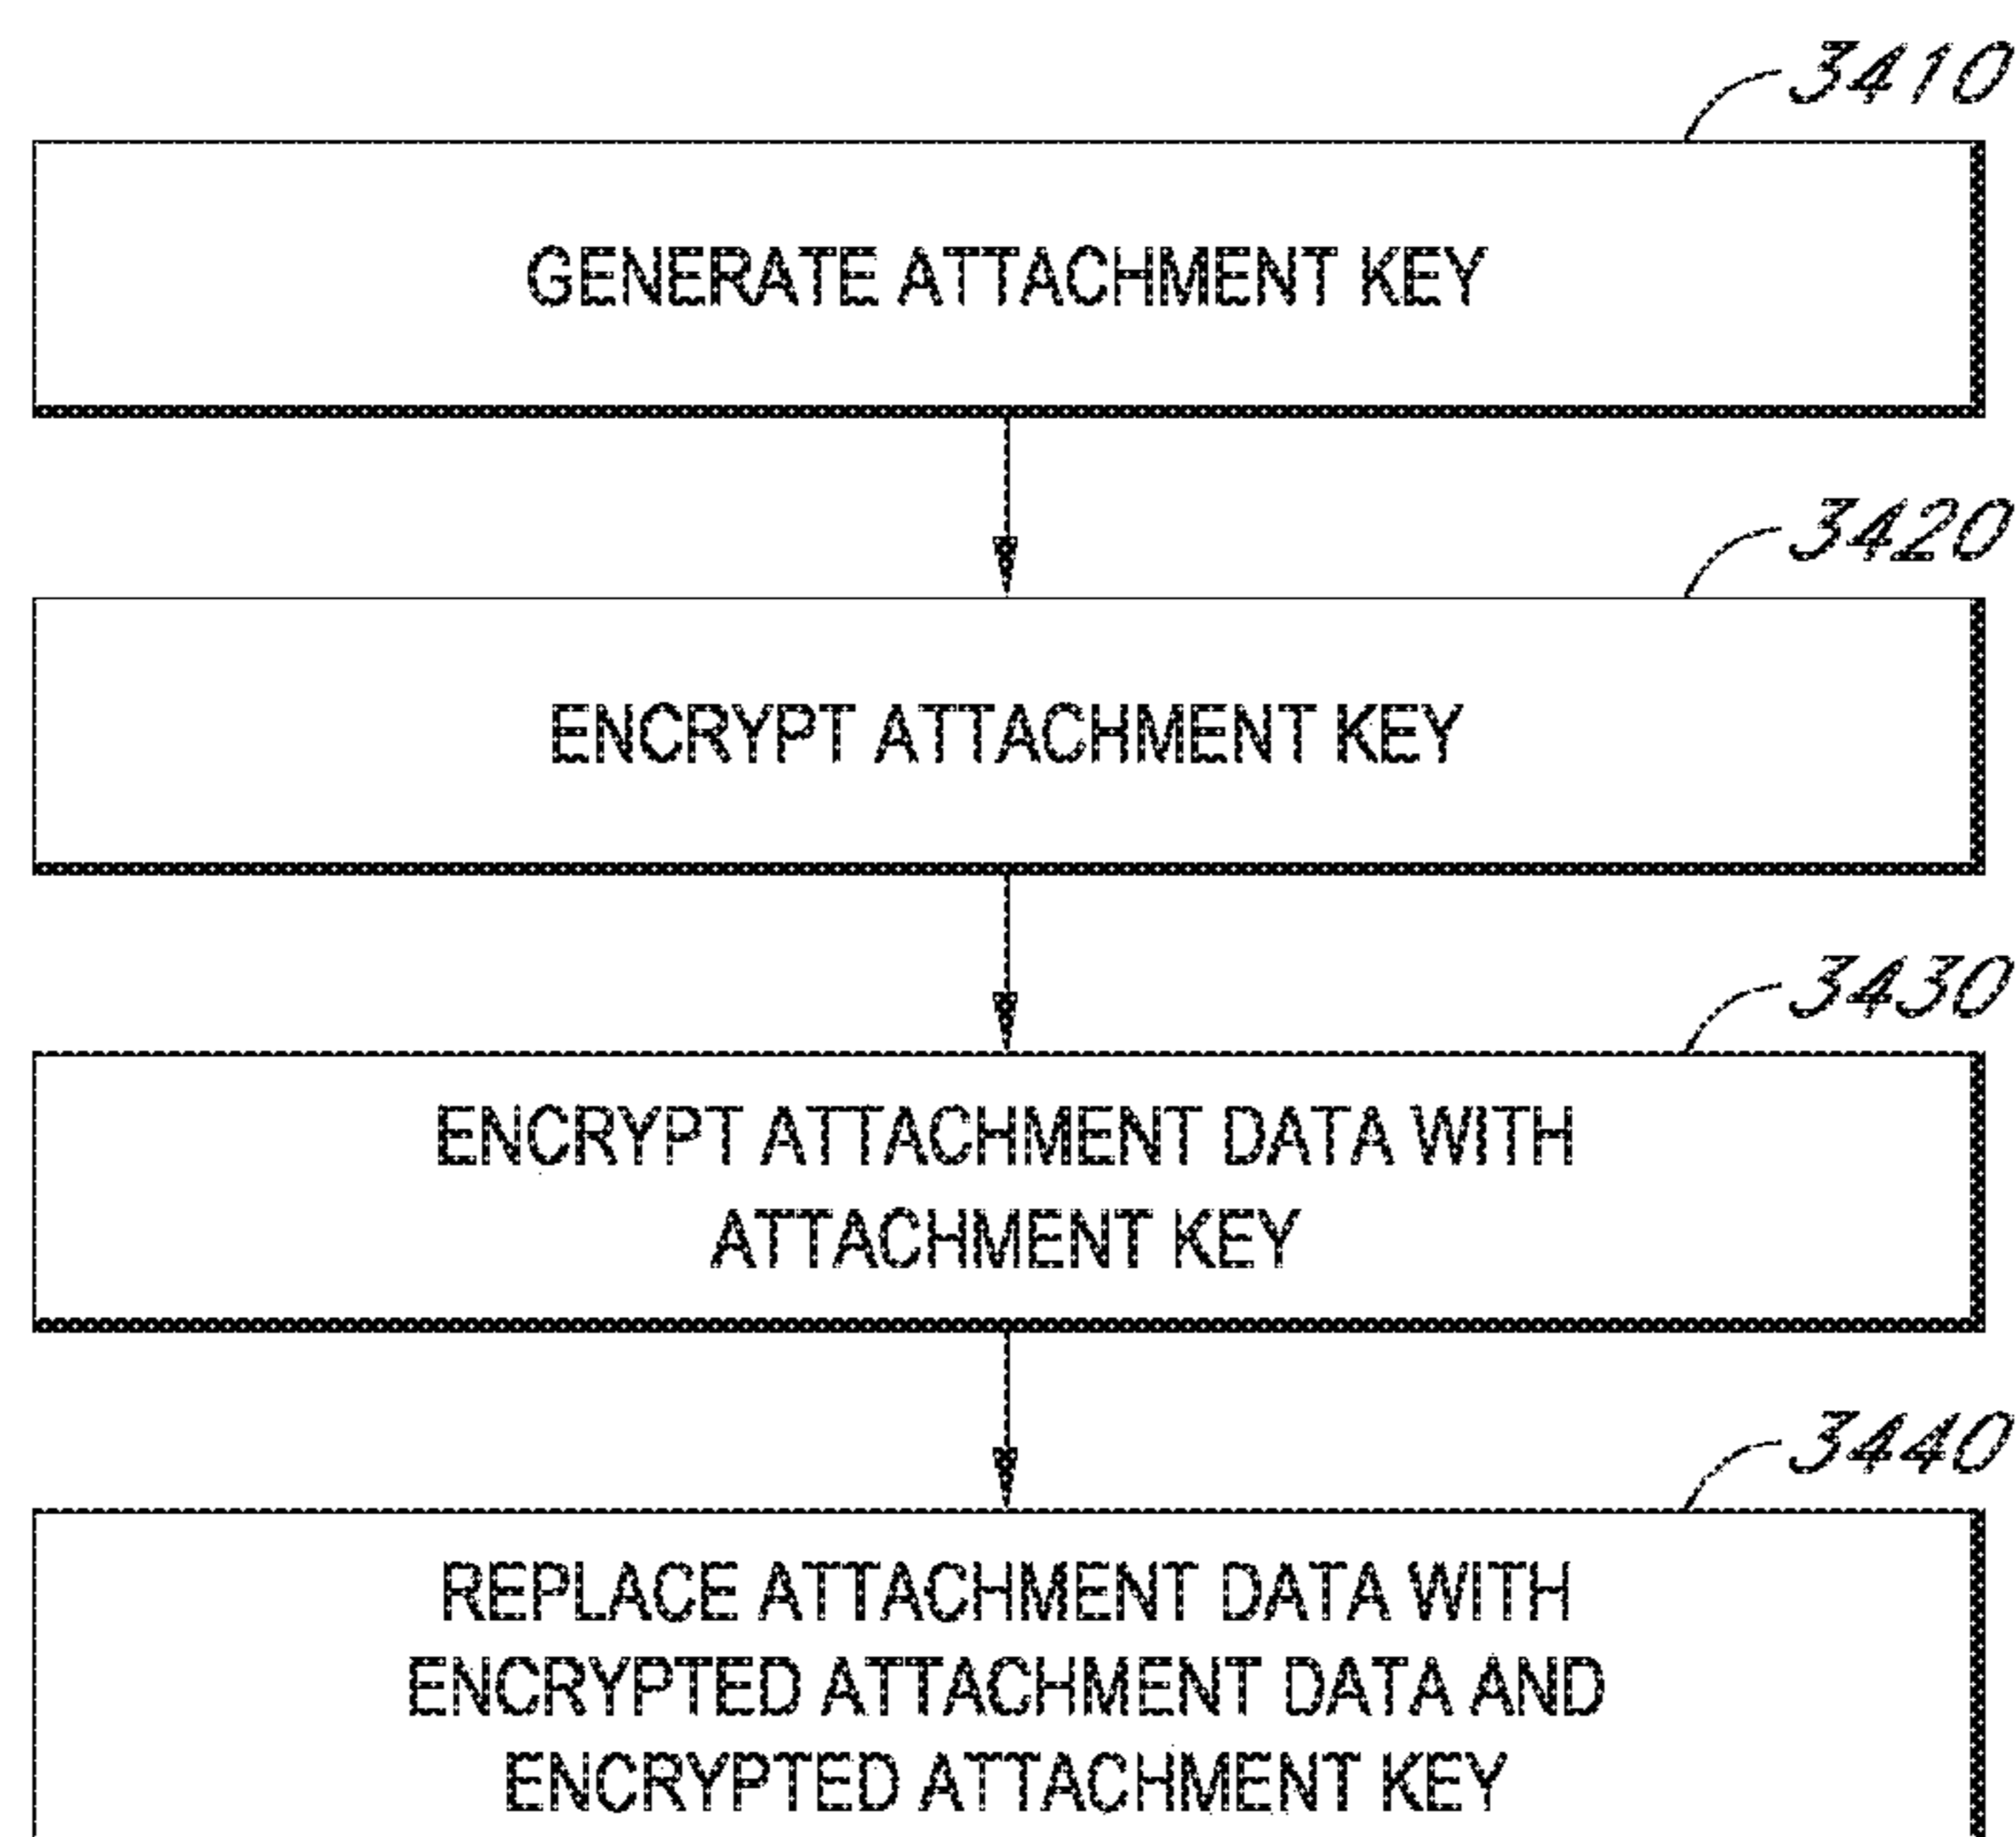 3410
GENERATE ATTACHMENT KEY
3420
ENCRYPT ATTACHMENT KEY
3430
ENCRYPT ATTACHMENT DATA WITH
ATTACHMENT KEY
3440
REPLACE ATTACHMENT DATA WITH
ENCRYPTED ATTACHMENT DATA AND
ENCRYPTED ATTACHMENT KEY